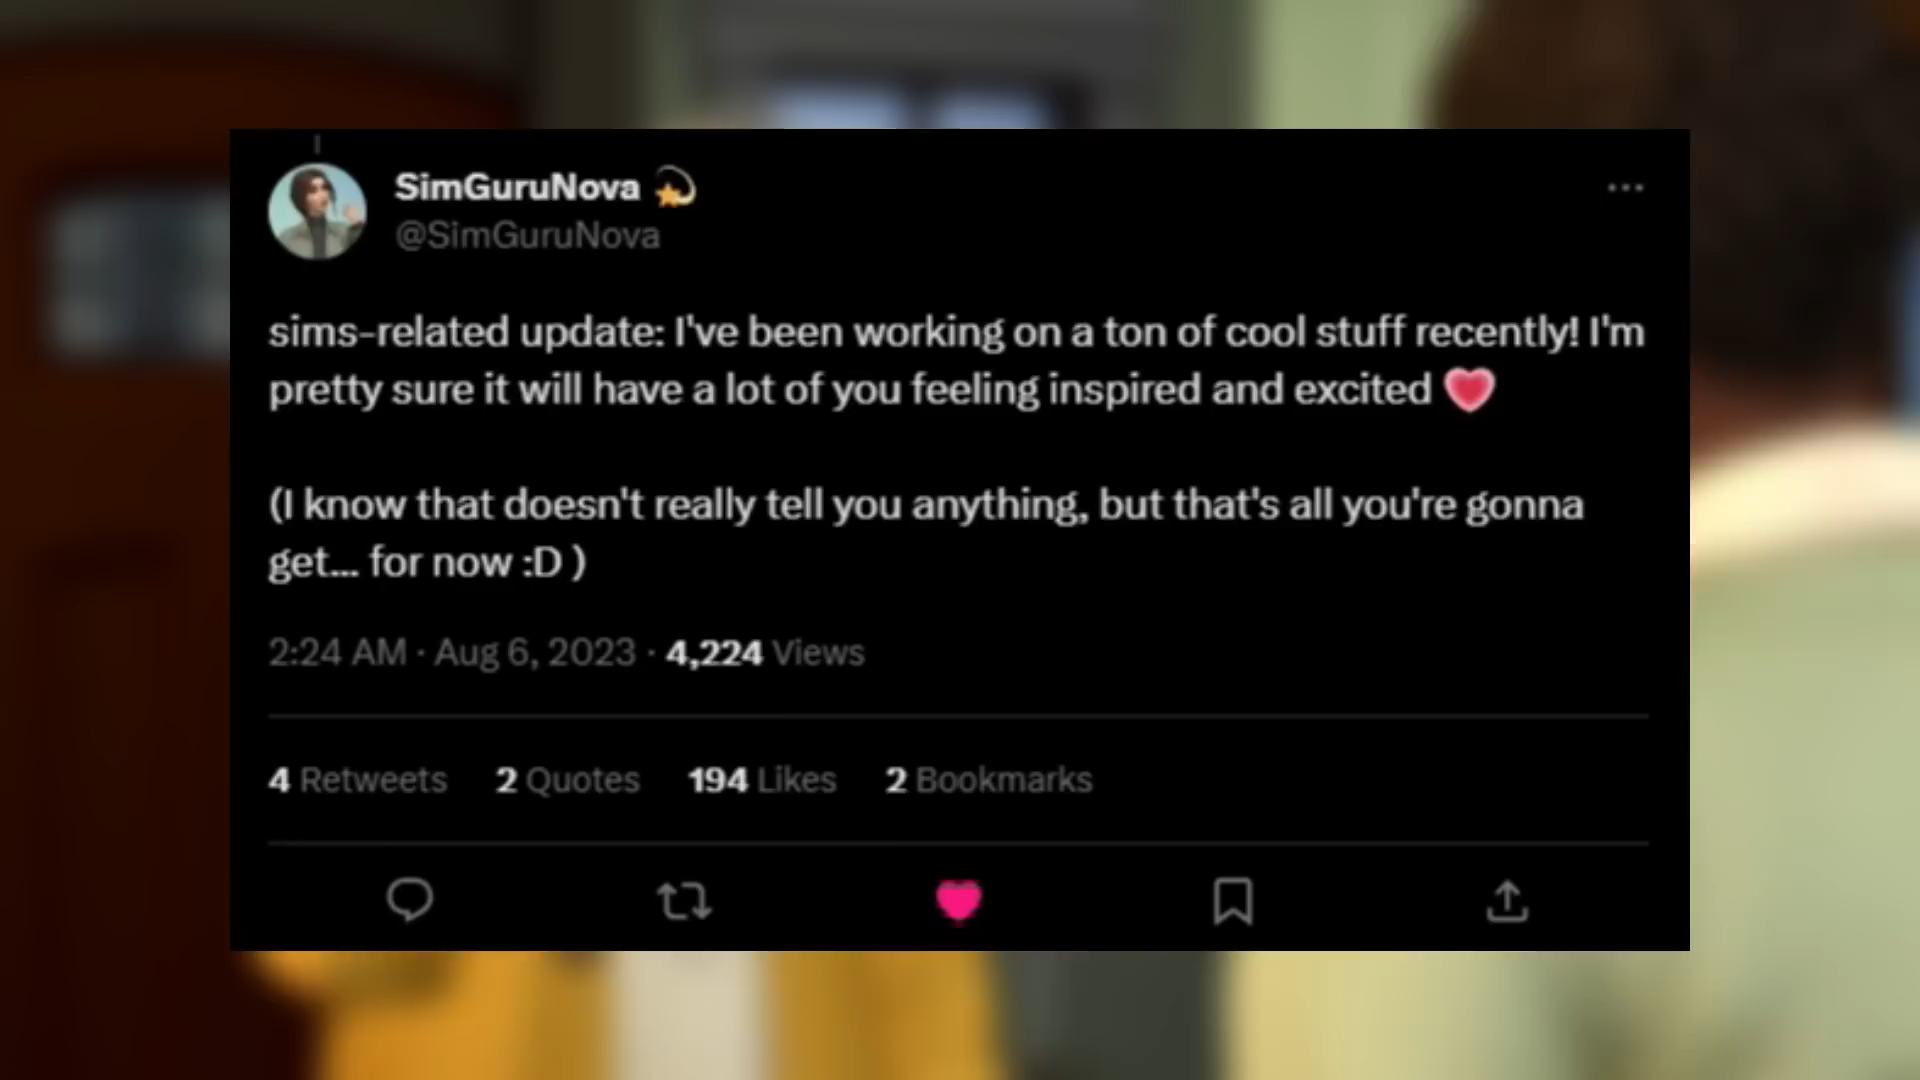 SimGuruNova 💫
@SimGuruNova
sims-related update: I've been working on a ton of cool stuff recently! I'm
pretty sure it will have a lot of you feeling inspired and excited 💗
(I know that doesn't really tell you anything, but that's all you're gonna
get... for now :D )
2:24 AM · Aug 6, 2023 · 4,224 Views
4 Retweets 2 Quotes 194 Likes 2 Bookmarks